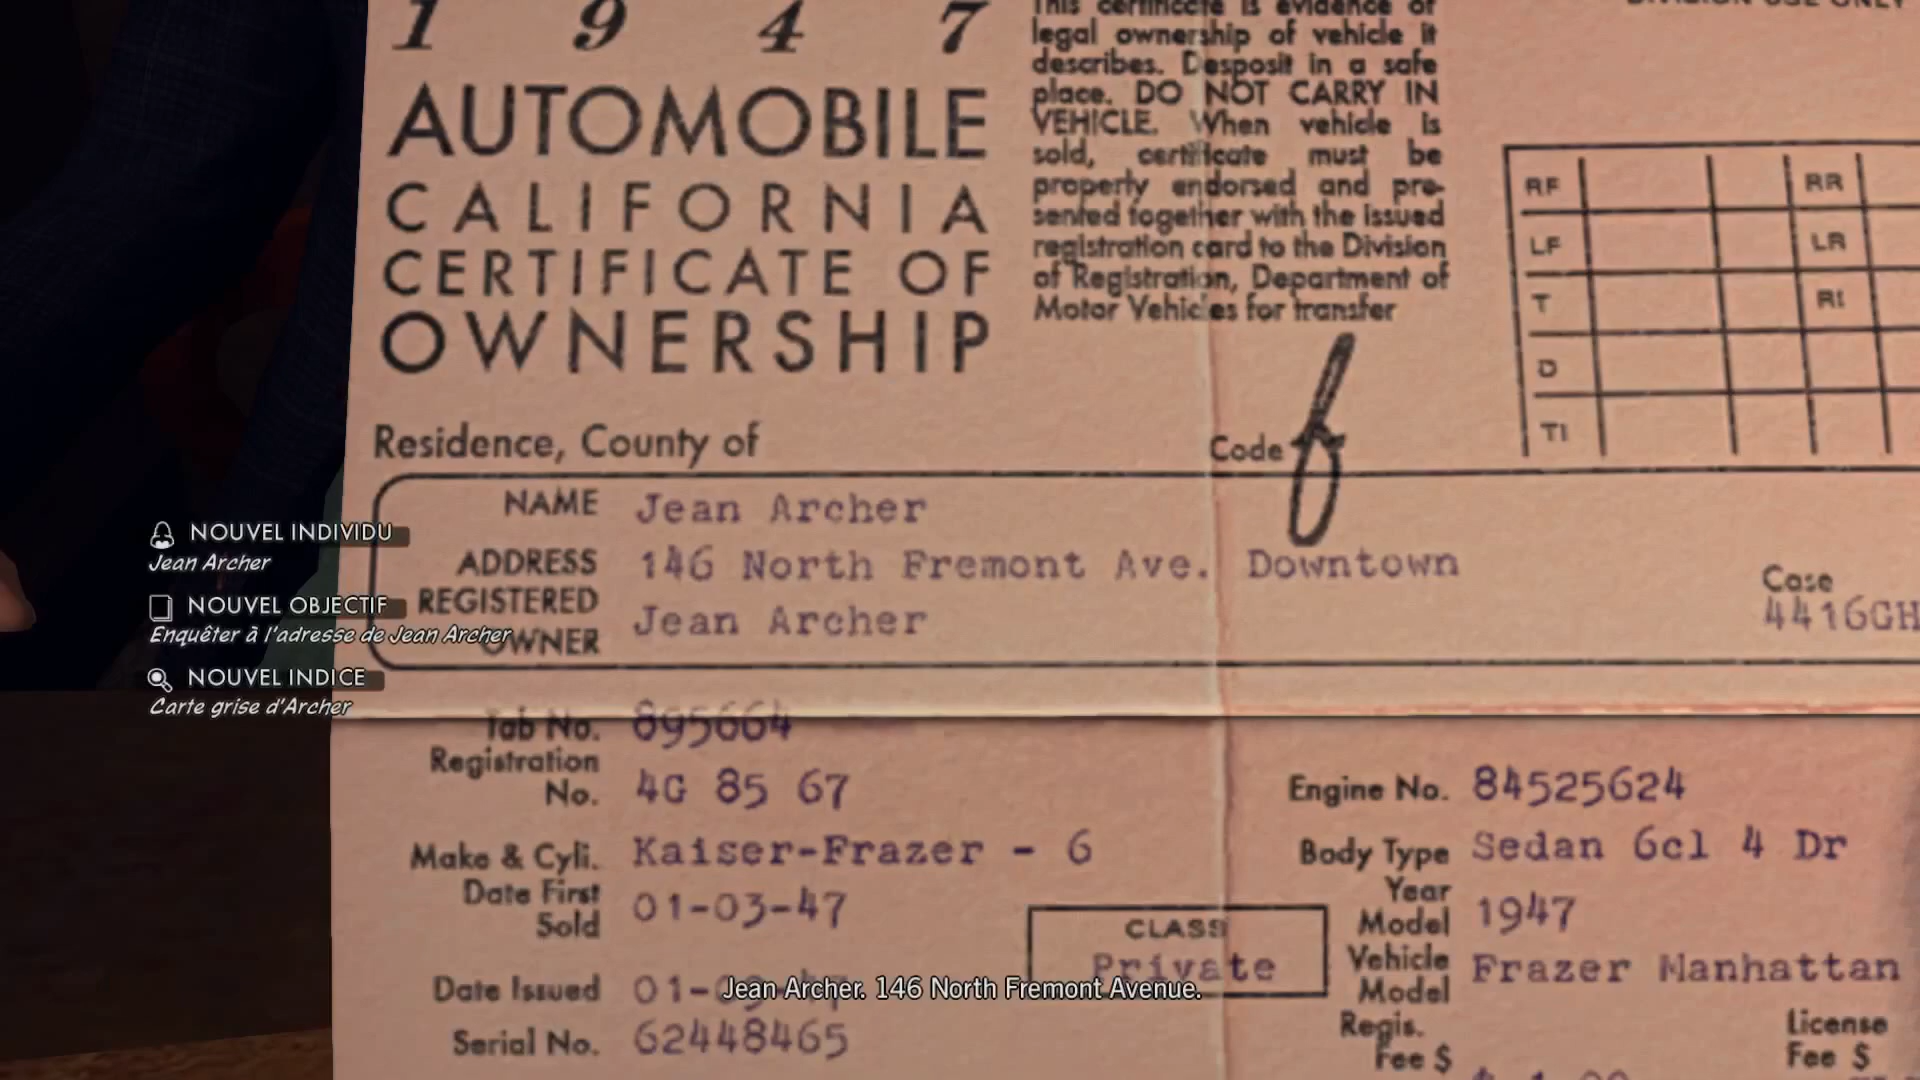 1 9 4 7
AUTOMOBILE
CALIFORNIA
CERTIFICATE OF
OWNERSHIP
This certificate is evidence of
legal ownership of vehicle it
describes. Desposit in a safe
place. DO NOT CARRY IN
VEHICLE. When vehicle is
sold, certificate must be
properly endorsed and pre-
sented together with the issued
registration card to the Division
of Registration, Department of
Motor Vehicles for transfer
DIVISION USE ONLY
RF RR
LF LR
T RI
D
TI
Residence, County of
Code
NAME Jean Archer
ADDRESS 146 North Fremont Ave. Downtown
REGISTERED
OWNER Jean Archer
Case
4416GH
NOUVEL INDIVIDU
Jean Archer
NOUVEL OBJECTIF
Enquêter à l'adresse de Jean Archer
NOUVEL INDICE
Carte grise d'Archer
Tab No. 895664
Registration
No. 4G 85 67
Engine No. 84525624
Make & Cyli. Kaiser-Frazer - 6
Body Type Sedan 6cl 4 Dr
Date First
Sold 01-03-47
Year
Model 1947
CLASS
Private
Vehicle
Model Frazer Manhattan
Date Issued
Jean Archer. 146 North Fremont Avenue.
Serial No. 62448465
Regis.
Fee $
License
Fee $